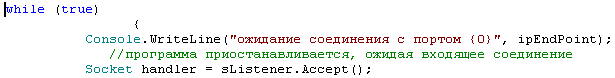 while (true)
{
Console.WriteLine("ожидание соединения с портом {0}", ipEndPoint);
//программа приостанавливается, ожидая входящее соединение
Socket handler = sListener.Accept();